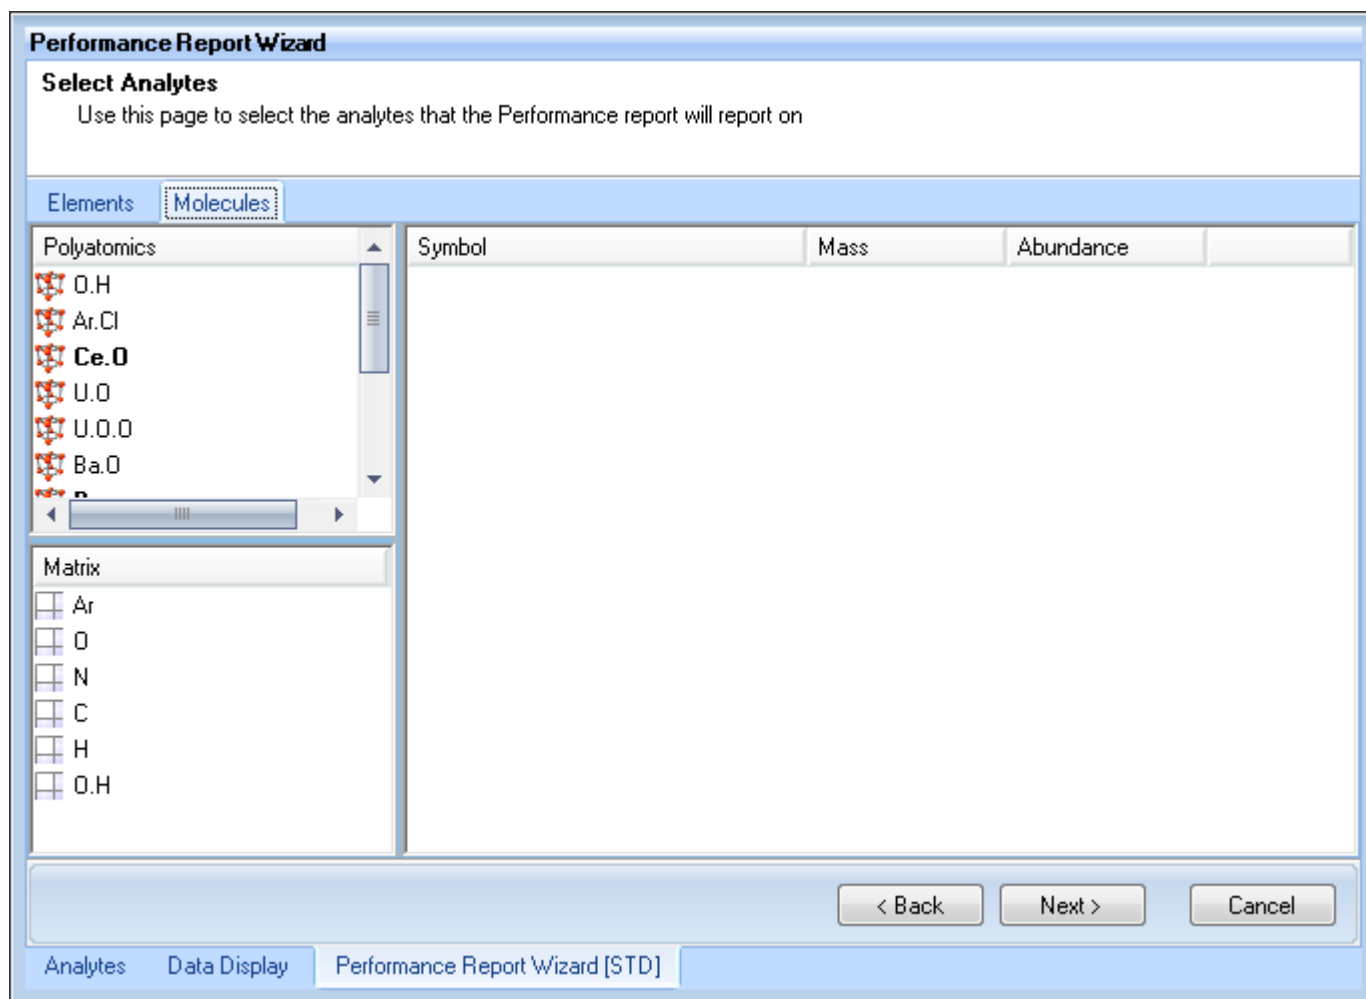 Performance Report Wizard
Select Analytes
Use this page to select the analytes that the Performance report will report on
Elements Molecules
Polyatomics
O.H
Ar.Cl
Ce.O
U.O
U.O.O
Ba.O
Symbol Mass Abundance
Matrix
Ar
O
N
C
H
O.H
< Back Next > Cancel
Analytes Data Display Performance Report Wizard [STD]